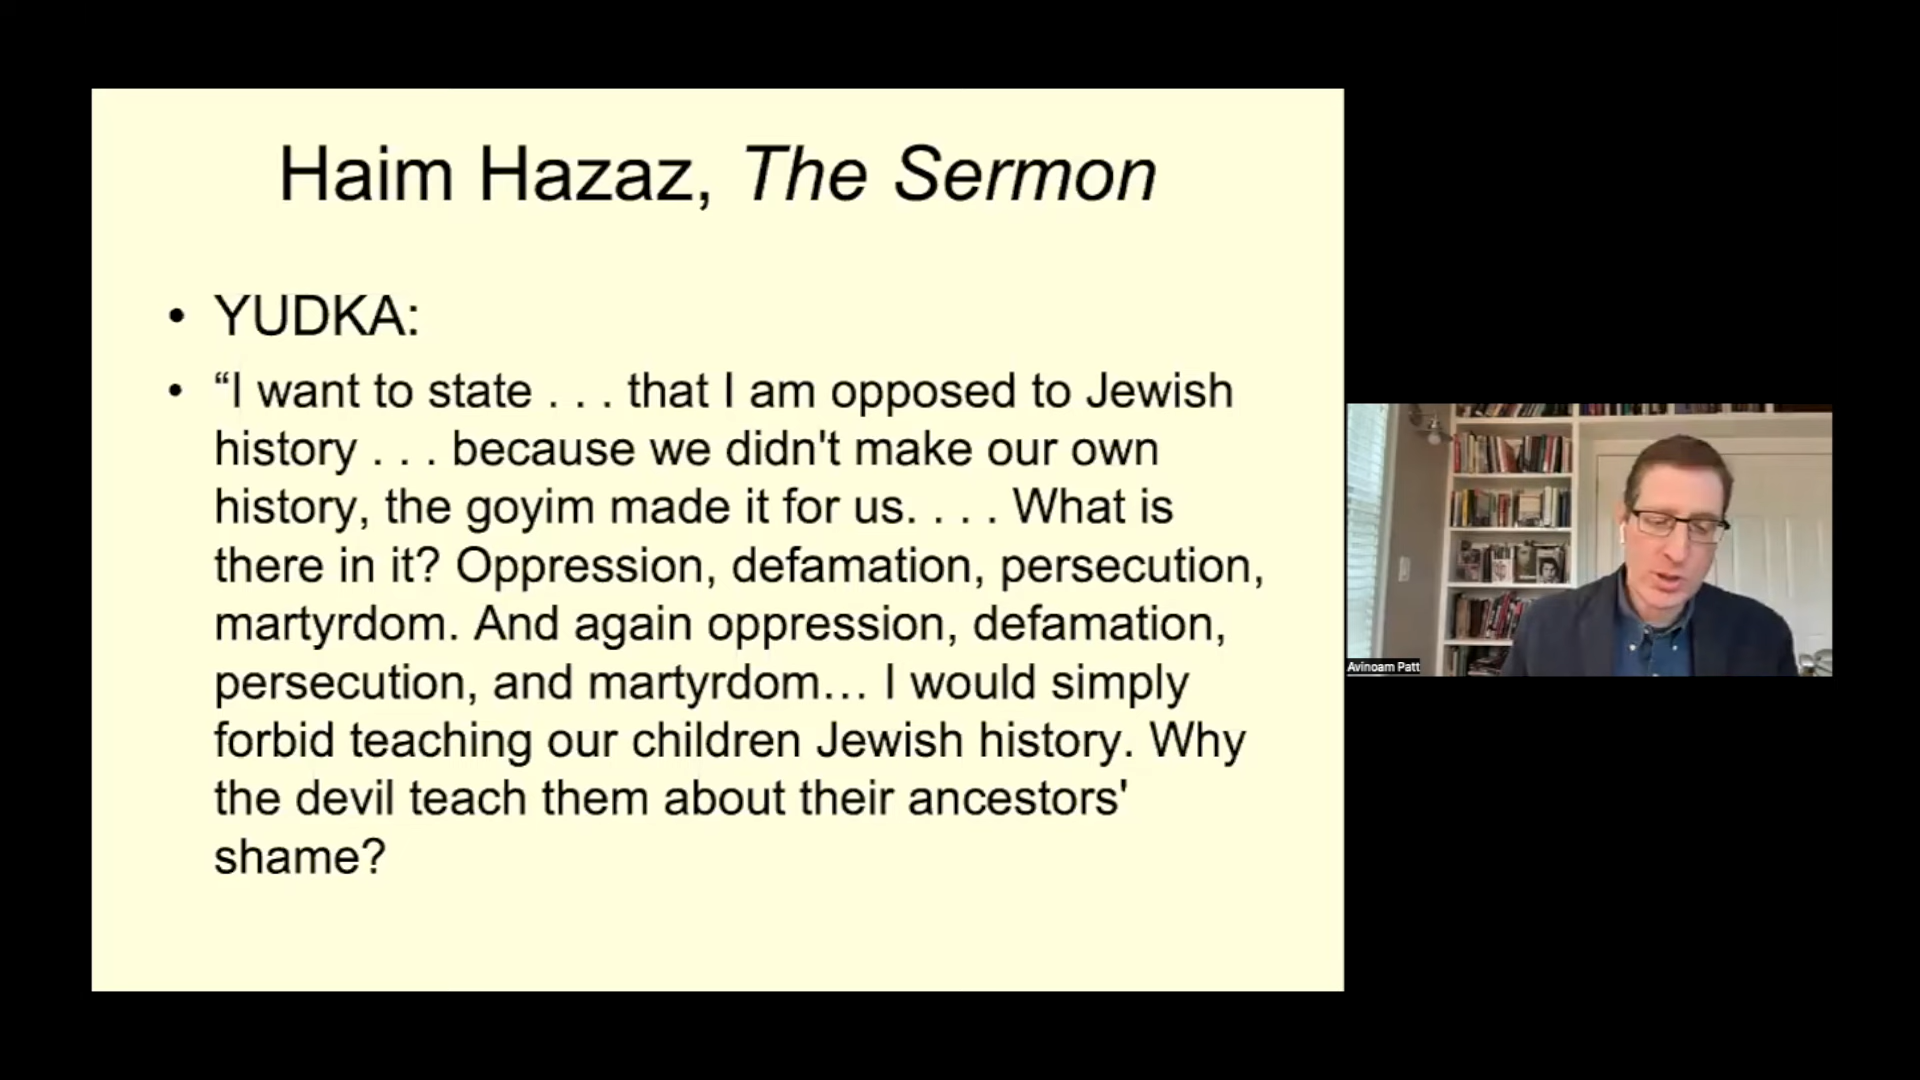 Haim Hazaz, The Sermon
• YUDKA:
• “I want to state . . . that I am opposed to Jewish
history . . . because we didn't make our own
history, the goyim made it for us. . . . What is
there in it? Oppression, defamation, persecution,
martyrdom. And again oppression, defamation,
persecution, and martyrdom… I would simply
forbid teaching our children Jewish history. Why
the devil teach them about their ancestors'
shame?
Avinoam Patt